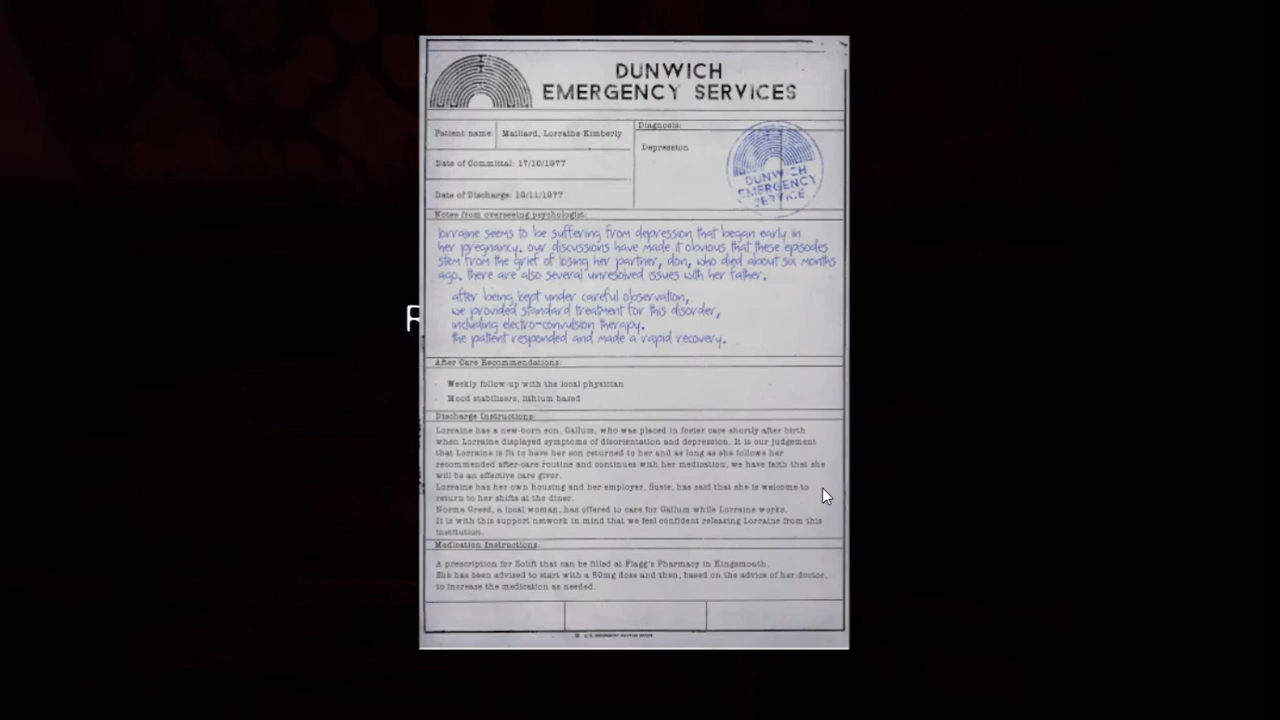 DUNWICH
EMERGENCY SERVICES
Patient name: Maillard, Lorraine Kimberly
Diagnosis:
Depression
DUNWICH
EMERGENCY
SERVICE
Date of Committal: 17/10/1977
Date of Discharge: 19/11/1977
Notes from overseeing psychologist:
lorraine seems to be suffering from depression that began early in
her pregnancy. our discussions have made it obvious that these episodes
stem from the grief of losing her partner, don, who died about six months
ago. there are also several unresolved issues with her father.
after being kept under careful observation,
we provided standard treatment for this disorder,
including electro-convulsion therapy.
the patient responded and made a rapid recovery.
R
After Care Recommendations:
- Weekly follow-up with the local physician
- Mood stabilizers, lithium based
Discharge Instructions:
Lorraine has a new-born son, Callum, who was placed in foster care shortly after birth
when Lorraine displayed symptoms of disorientation and depression. It is our judgement
that Lorraine is fit to have her son returned to her and as long as she follows her
recommended after-care routine and continues with her medication, we have faith that she
will be an effective care giver.
Lorraine has her own housing and her employer, Susie, has said that she is welcome to
return to her shifts at the diner.
Norma Creed, a local woman, has offered to care for Callum while Lorraine works.
It is with this support network in mind that we feel confident releasing Lorraine from this
institution.
Medication Instructions:
A prescription for Zolift that can be filled at Flagg's Pharmacy in Kingsmouth.
She has been advised to start with a 50mg dose and then, based on the advice of her doctor,
to increase the medication as needed.